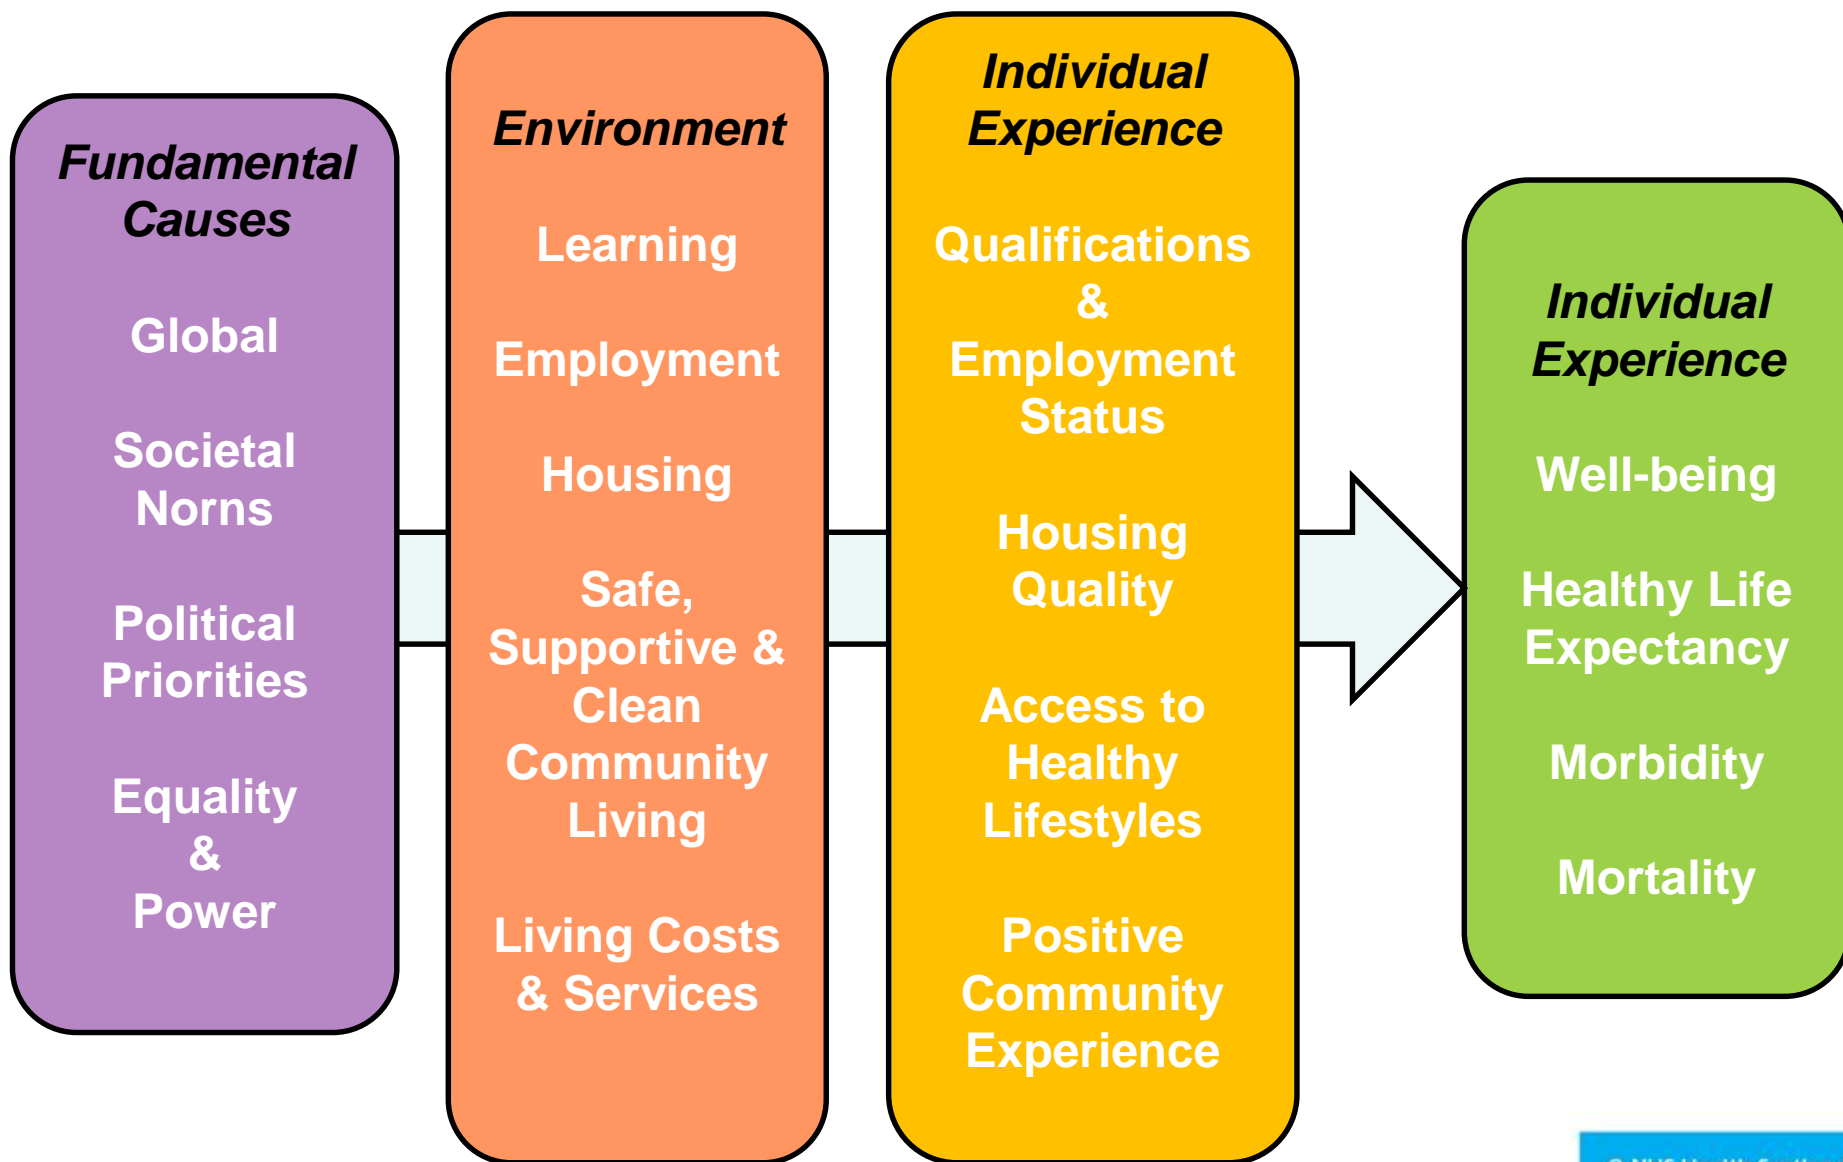 Fundamental
Causes
Global
Societal
Norns
Political
Priorities
Equality
&
Power
Environment
Learning
Employment
Housing
Safe,
Supportive &
Clean
Community
Living
Living Costs
& Services
Individual
Experience
Qualifications
&
Employment
Status
Housing
Quality
Access to
Healthy
Lifestyles
Positive
Community
Experience
Individual
Experience
Well-being
Healthy Life
Expectancy
Morbidity
Mortality